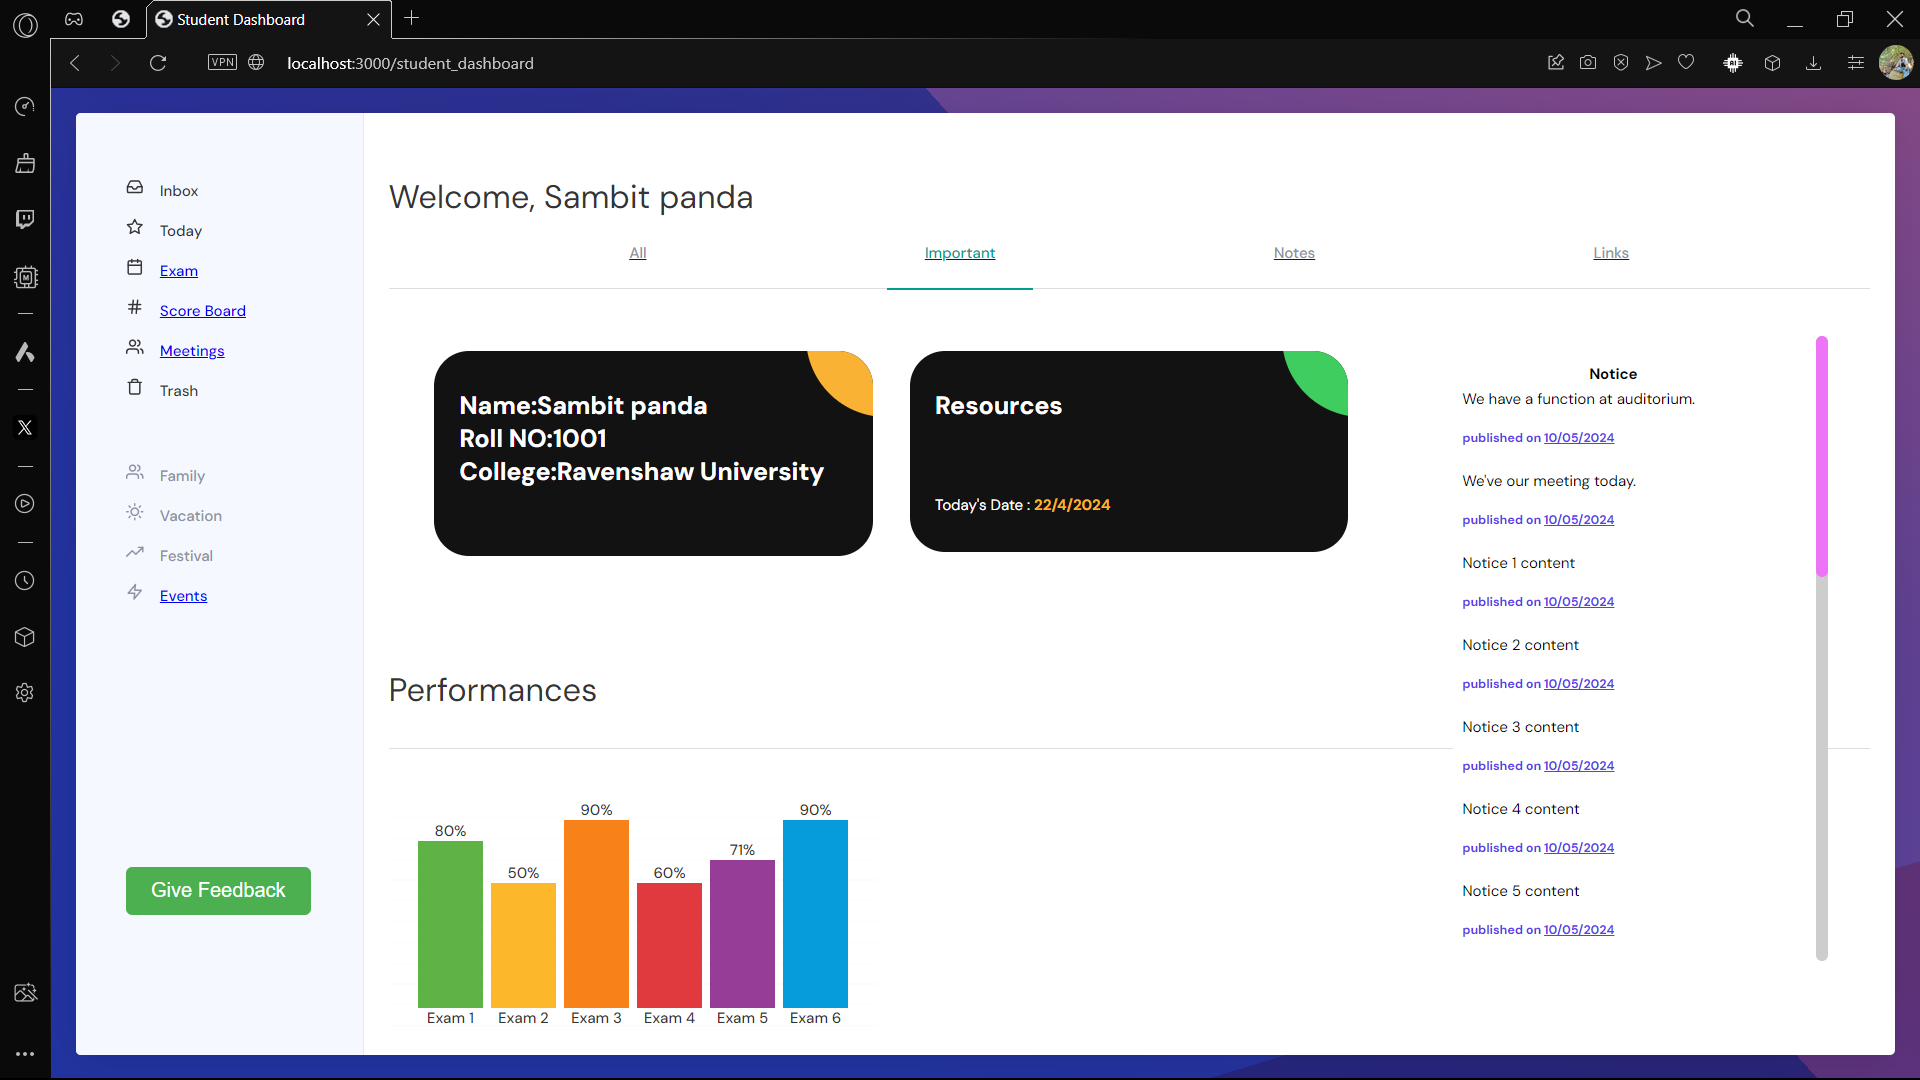 Student Dashboard
VPN
localhost:3000/student_dashboard
AI
M
Inbox
Today
Exam
Score Board
Meetings
Trash
Family
Vacation
Festival
Events
Give Feedback
Welcome, Sambit panda
All Important Notes Links
Name:Sambit panda
Roll NO:1001
College:Ravenshaw University
Resources
Today's Date : 22/4/2024
Notice
We have a function at auditorium.
published on 10/05/2024
We've our meeting today.
published on 10/05/2024
Notice 1 content
published on 10/05/2024
Notice 2 content
published on 10/05/2024
Notice 3 content
published on 10/05/2024
Notice 4 content
published on 10/05/2024
Notice 5 content
published on 10/05/2024
Performances
80% 50% 90% 60% 71% 90%
Exam 1 Exam 2 Exam 3 Exam 4 Exam 5 Exam 6